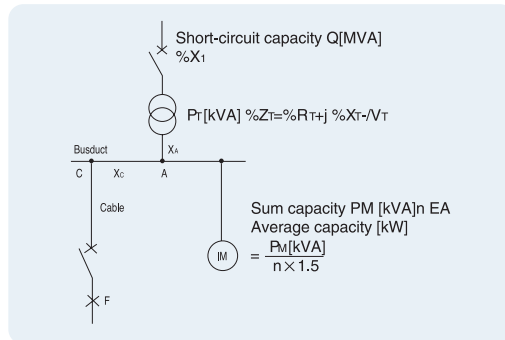 Short-circuit capacity Q[MVA]
%X1
PT[kVA] %ZT=%RT+j %XT-/VT
Busduct
XA
C
XC
A
Cable
Sum capacity PM [kVA]n EA
Average capacity [kW]
IM
= PM[kVA]
n×1.5
F